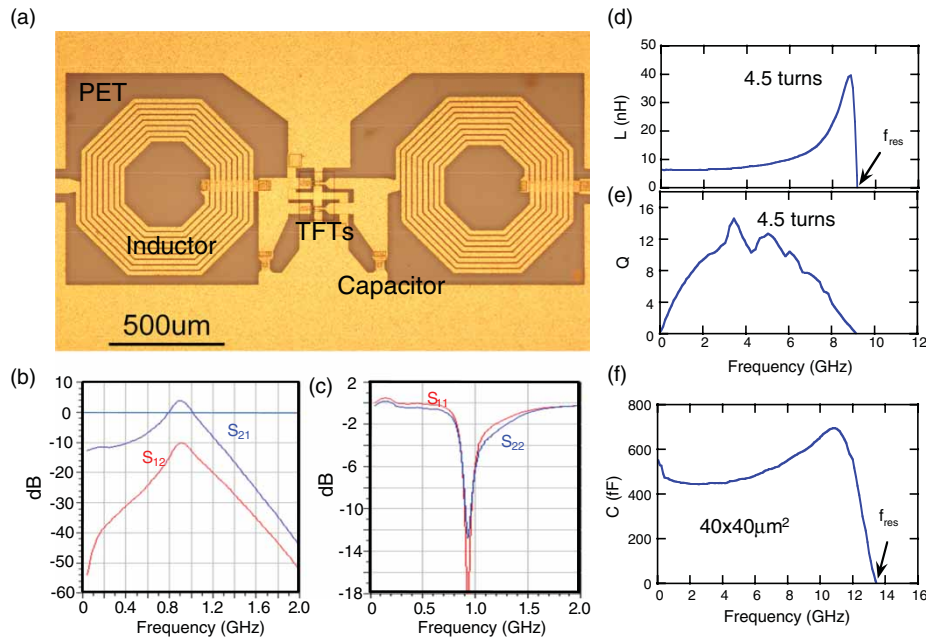 (a)
PET
Inductor
TFTs
Capacitor
500um
(b)
10
0
-10
-20
-30
-40
-50
-60
dB
S21
S12
0
0.4
0.8
1.2
1.6
2.0
Frequency (GHz)
(c)
2
-2
-6
-10
-14
-18
dB
S11
S22
0
0.5
1.0
1.5
2.0
Frequency (GHz)
(d)
50
40
30
20
10
0
L (nH)
4.5 turns
fres
(e)
16
12
8
4
0
Q
4.5 turns
0 2 4 6 8 10 12
Frequency (GHz)
(f)
800
600
400
200
0
C (fF)
40x40μm²
fres
0 2 4 6 8 10 12 14 16
Frequency (GHz)